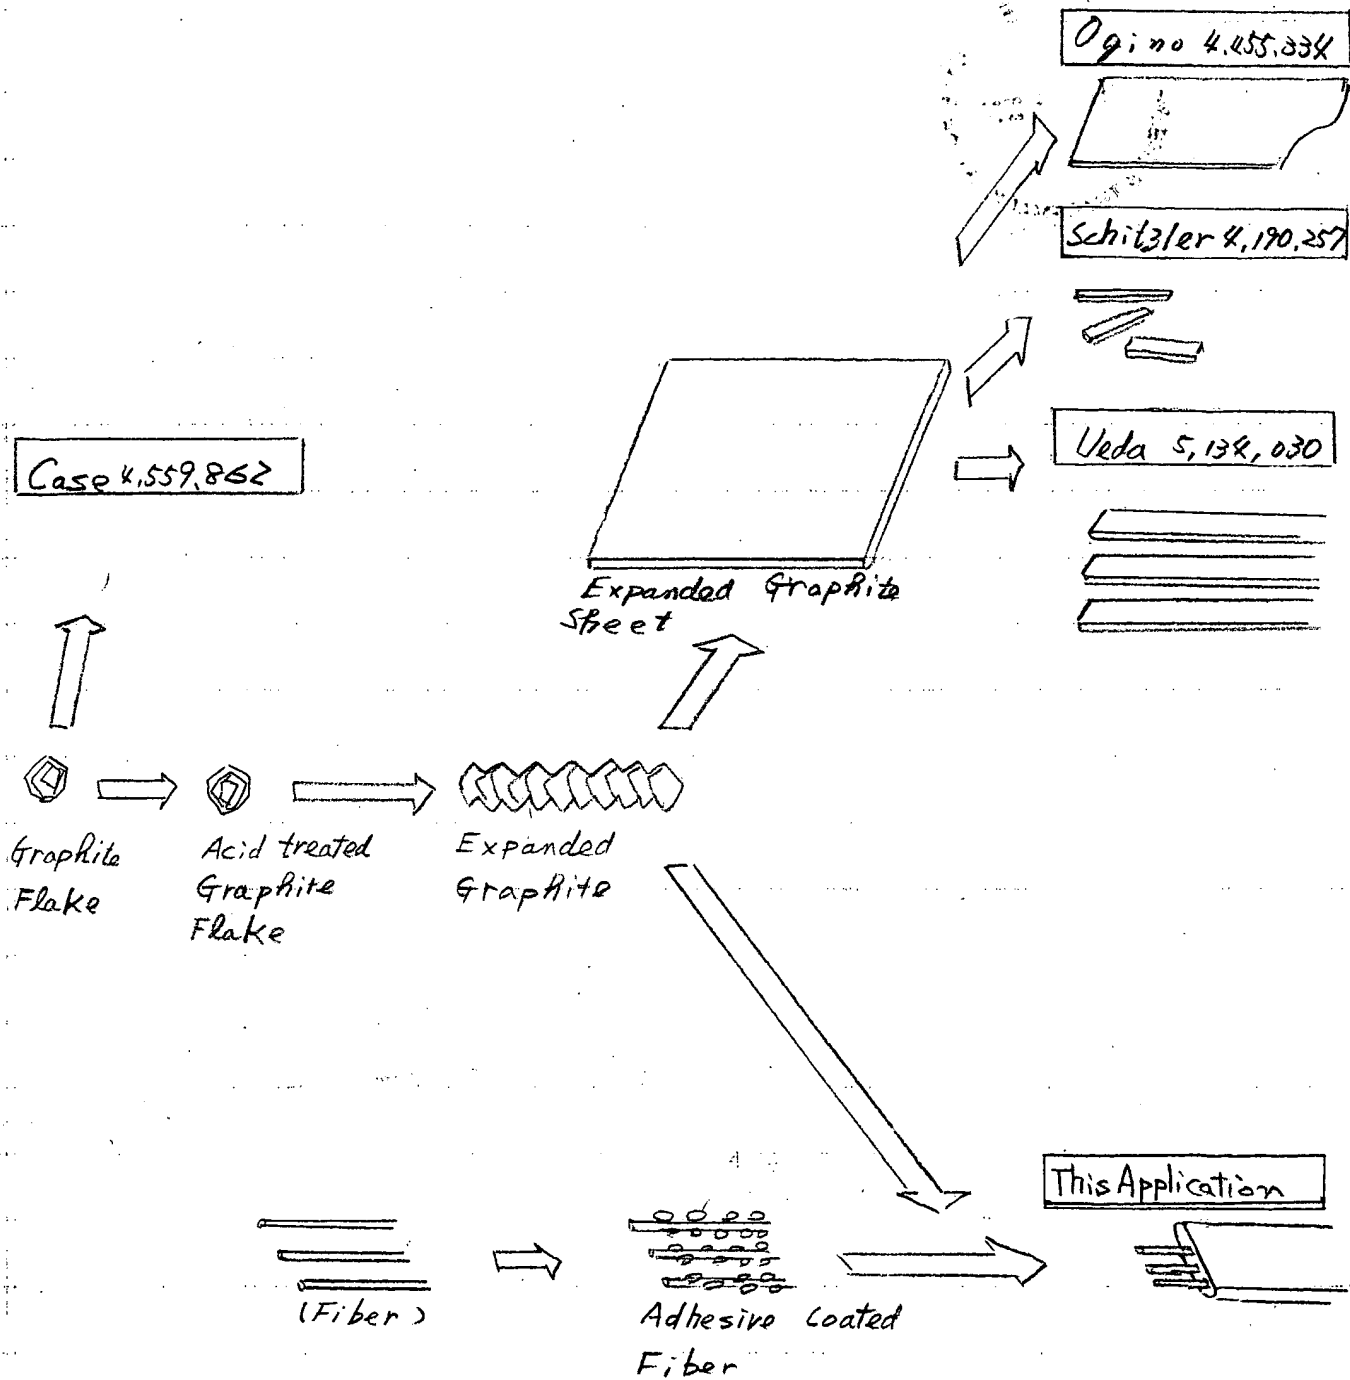 Ogino 4.455.334
Schitzler 4,190,257
Ueda 5,134,030
Case 4,559,862
Expanded Graphite
Sheet
Graphite
Flake
Acid treated
Graphite
Flake
Expanded
Graphite
This Application
(Fiber)
Adhesive Coated
Fiber